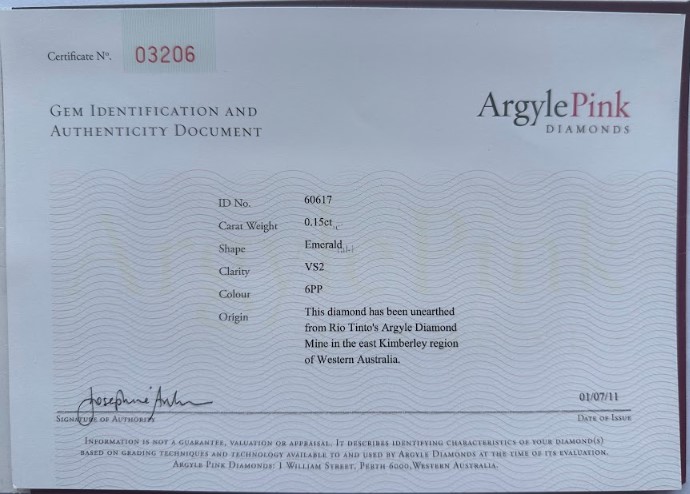 Certificate Nº. 03206
GEM IDENTIFICATION AND
AUTHENTICITY DOCUMENT
ArgylePink
DIAMONDS
ID No. 60617
Carat Weight 0.15ct
Shape Emerald
Clarity VS2
Colour 6PP
Origin This diamond has been unearthed
from Rio Tinto's Argyle Diamond
Mine in the east Kimberley region
of Western Australia.
01/07/11
SIGNATURE OF AUTHORITY DATE OF ISSUE
INFORMATION IS NOT A GUARANTEE, VALUATION OR APPRAISAL. IT DESCRIBES IDENTIFYING CHARACTERISTICS OF YOUR DIAMOND(S)
BASED ON GRADING TECHNIQUES AND TECHNOLOGY AVAILABLE TO AND USED BY ARGYLE DIAMONDS AT THE TIME OF ITS EVALUATION.
ARGYLE PINK DIAMONDS: 1 WILLIAM STREET, PERTH 6000, WESTERN AUSTRALIA.